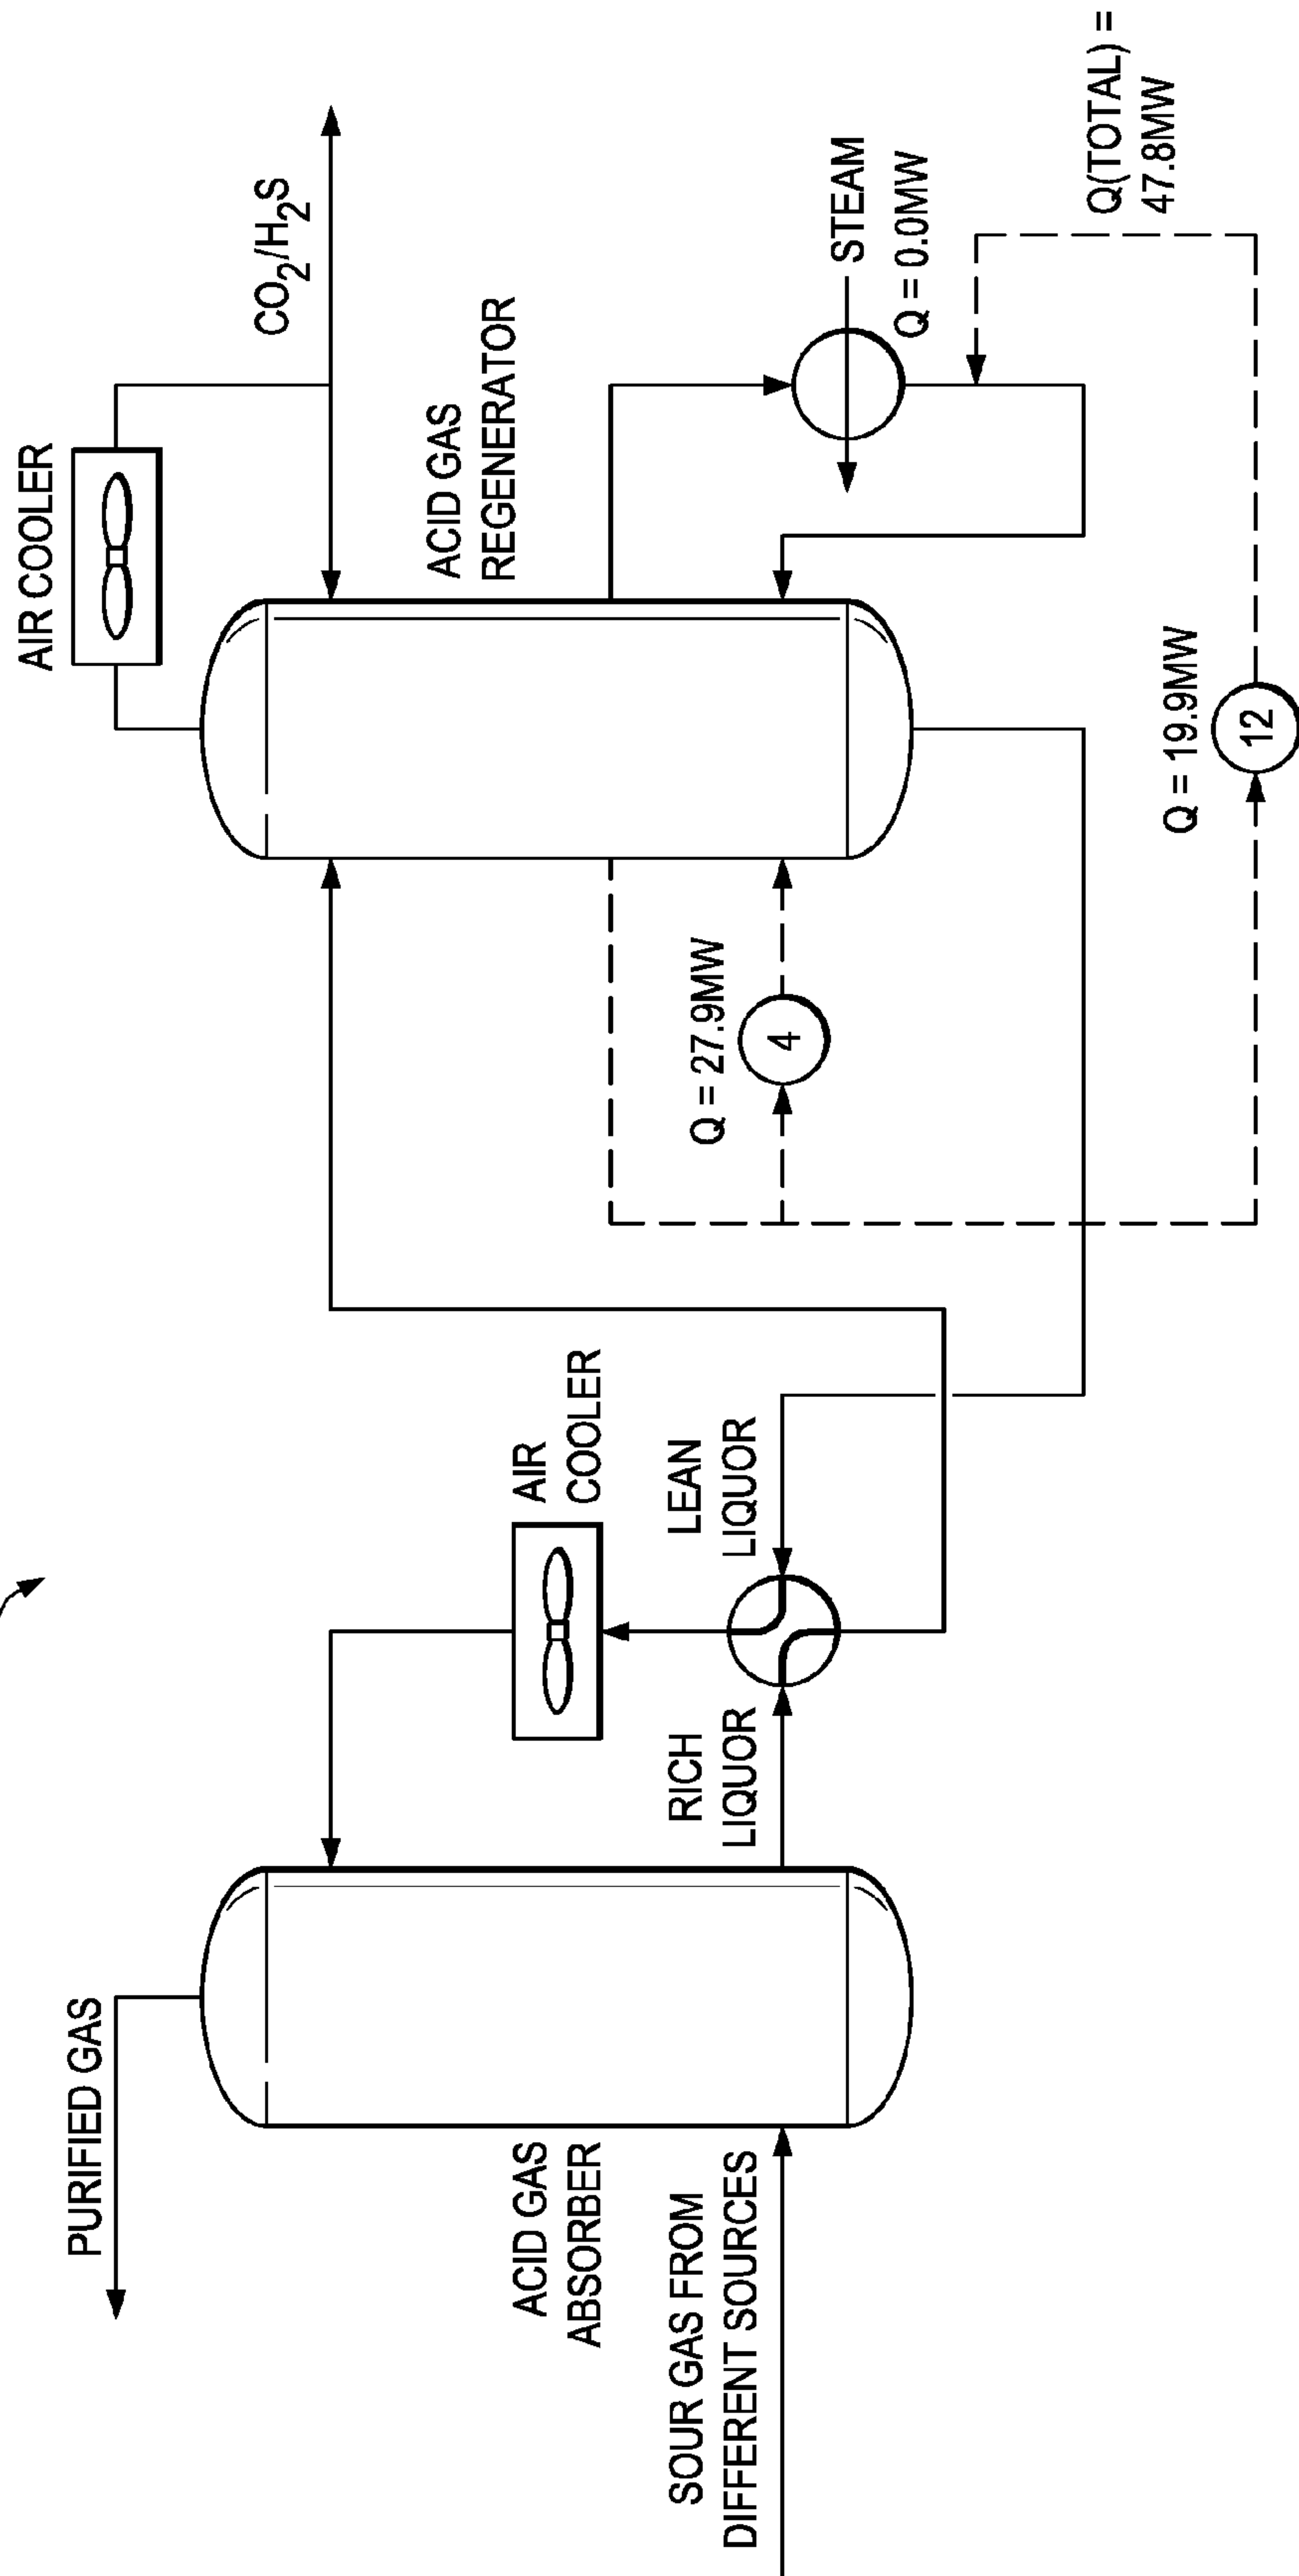 PURIFIED GAS
ACID GAS
ABSORBER
SOUR GAS FROM
DIFFERENT SOURCES
RICH
LIQUOR
AIR
COOLER
LEAN
LIQUOR
AIR COOLER
CO2/H2S
ACID GAS
REGENERATOR
Q = 27.9MW
4
STEAM
Q = 0.0MW
Q = 19.9MW
12
Q(TOTAL) =
47.8MW